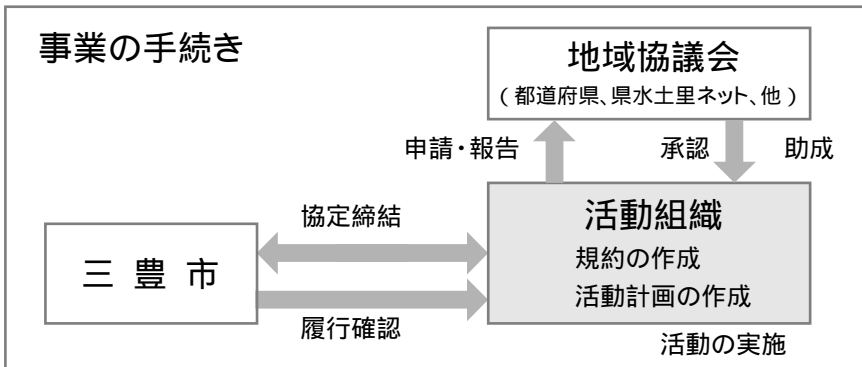 事業の手続き
地域協議会
（都道府県、県水土里ネット、他）
申請・報告
承認
助成
協定締結
活動組織
規約の作成
活動計画の作成
三豊市
履行確認
活動の実施